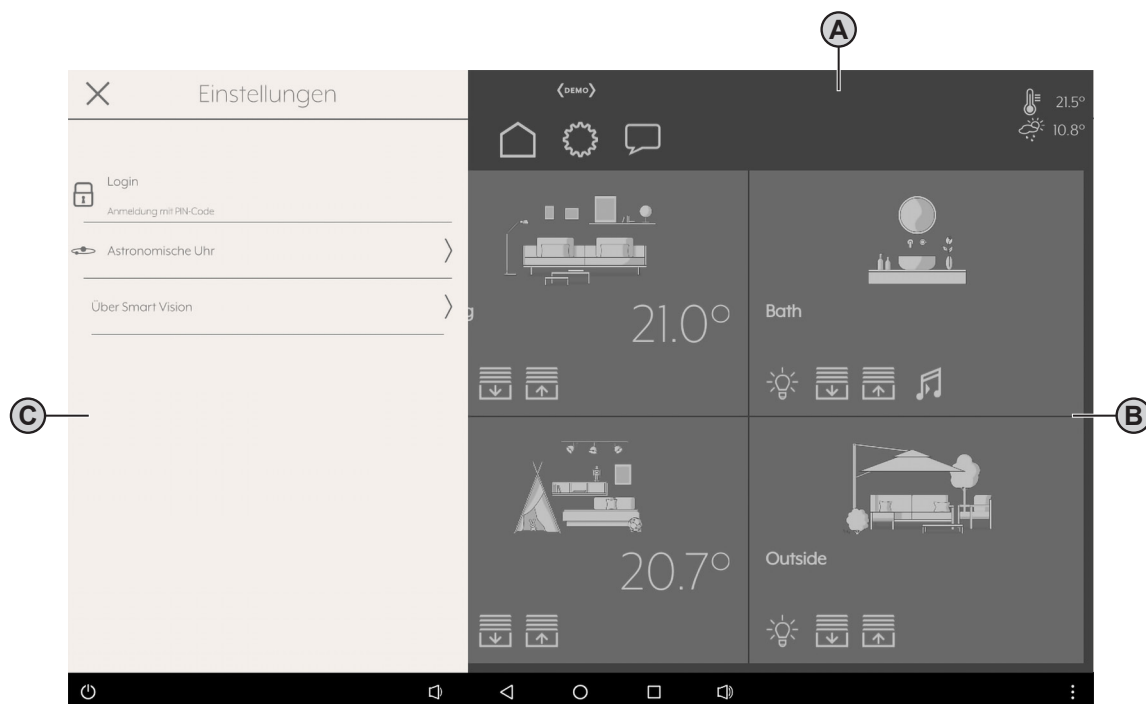 A
Einstellungen
DEMO
21.5°
10.8°
Login
Anmeldung mit PIN-Code
Astronomische Uhr
Über Smart Vision
g
21.0°
Bath
C
B
20.7°
Outside